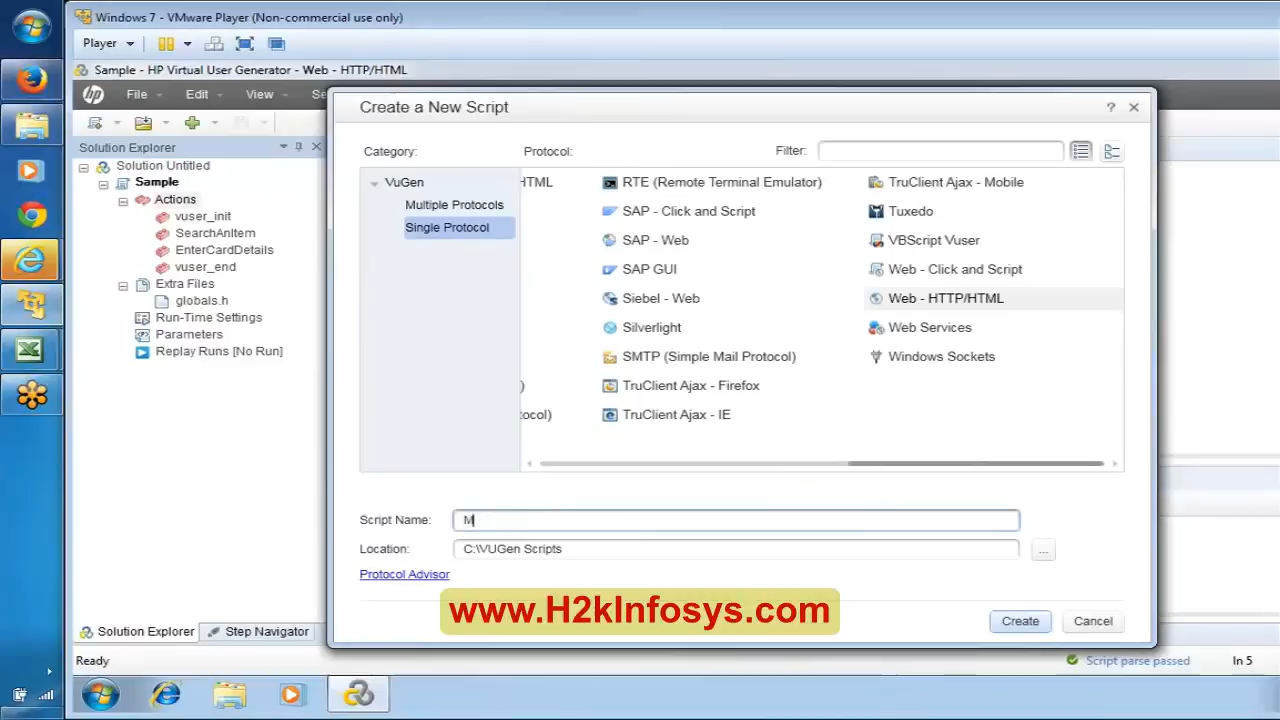 Windows 7 - VMware Player (Non-commercial use only)
Player
Sample - HP Virtual User Generator - Web - HTTP/HTML
hp File Edit View Se
Create a New Script
?
Solution Explorer
Solution Untitled
Sample
Actions
vuser_init
SearchAnItem
EnterCardDetails
vuser_end
Extra Files
globals.h
Run-Time Settings
Parameters
Replay Runs [No Run]
Category:
Protocol:
Filter:
VuGen
Multiple Protocols
Single Protocol
HTML
)
tocol)
RTE (Remote Terminal Emulator)
SAP - Click and Script
SAP - Web
SAP GUI
Siebel - Web
Silverlight
SMTP (Simple Mail Protocol)
TruClient Ajax - Firefox
TruClient Ajax - IE
TruClient Ajax - Mobile
Tuxedo
VBScript Vuser
Web - Click and Script
Web - HTTP/HTML
Web Services
Windows Sockets
Script Name: M
Location: C:\VUGen Scripts
...
Protocol Advisor
www.H2kInfosys.com
Create
Cancel
Solution Explorer
Step Navigator
Ready
Script parse passed
ln 5